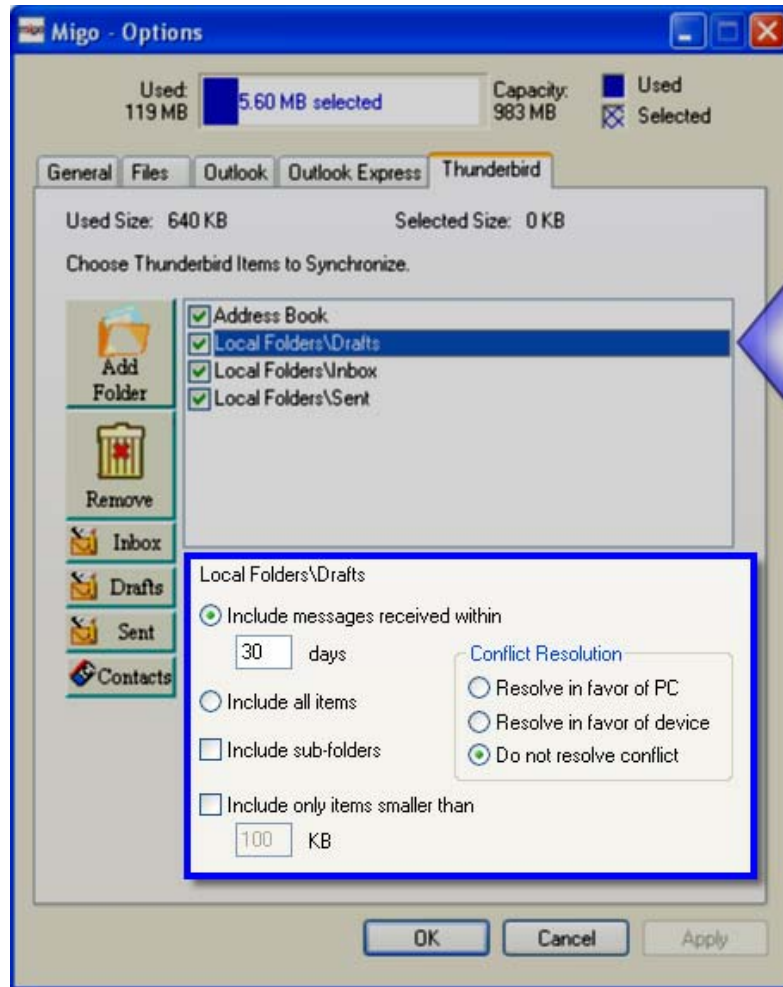 migo Migo - Options
Used: 119 MB
5.60 MB selected
Capacity: 983 MB
Used
Selected
General Files Outlook Outlook Express Thunderbird
Used Size: 640 KB Selected Size: 0 KB
Choose Thunderbird Items to Synchronize.
Add Folder
Remove
Inbox
Drafts
Sent
Contacts
Address Book
Local Folders\Drafts
Local Folders\Inbox
Local Folders\Sent
Local Folders\Drafts
Include messages received within
30 days
Include all items
Include sub-folders
Include only items smaller than
100 KB
Conflict Resolution
Resolve in favor of PC
Resolve in favor of device
Do not resolve conflict
OK Cancel Apply